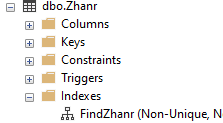 dbo.Zhanr
Columns
Keys
Constraints
Triggers
Indexes
FindZhanr (Non-Unique, N